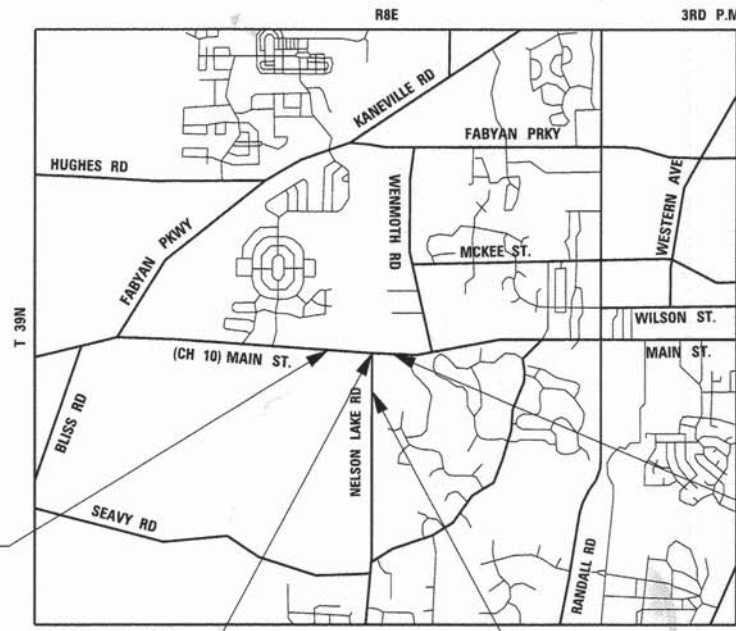 R8E
3RD P.M
KANEVILLE RD
FABYAN PRKY
HUGHES RD
WENMOTH RD
WESTERN AVE
MCKEE ST.
FABYAN PKWY
T 39N
WILSON ST.
(CH 10) MAIN ST.
MAIN ST.
BLISS RD
NELSON LAKE RD
SEAVY RD
RANDALL RD